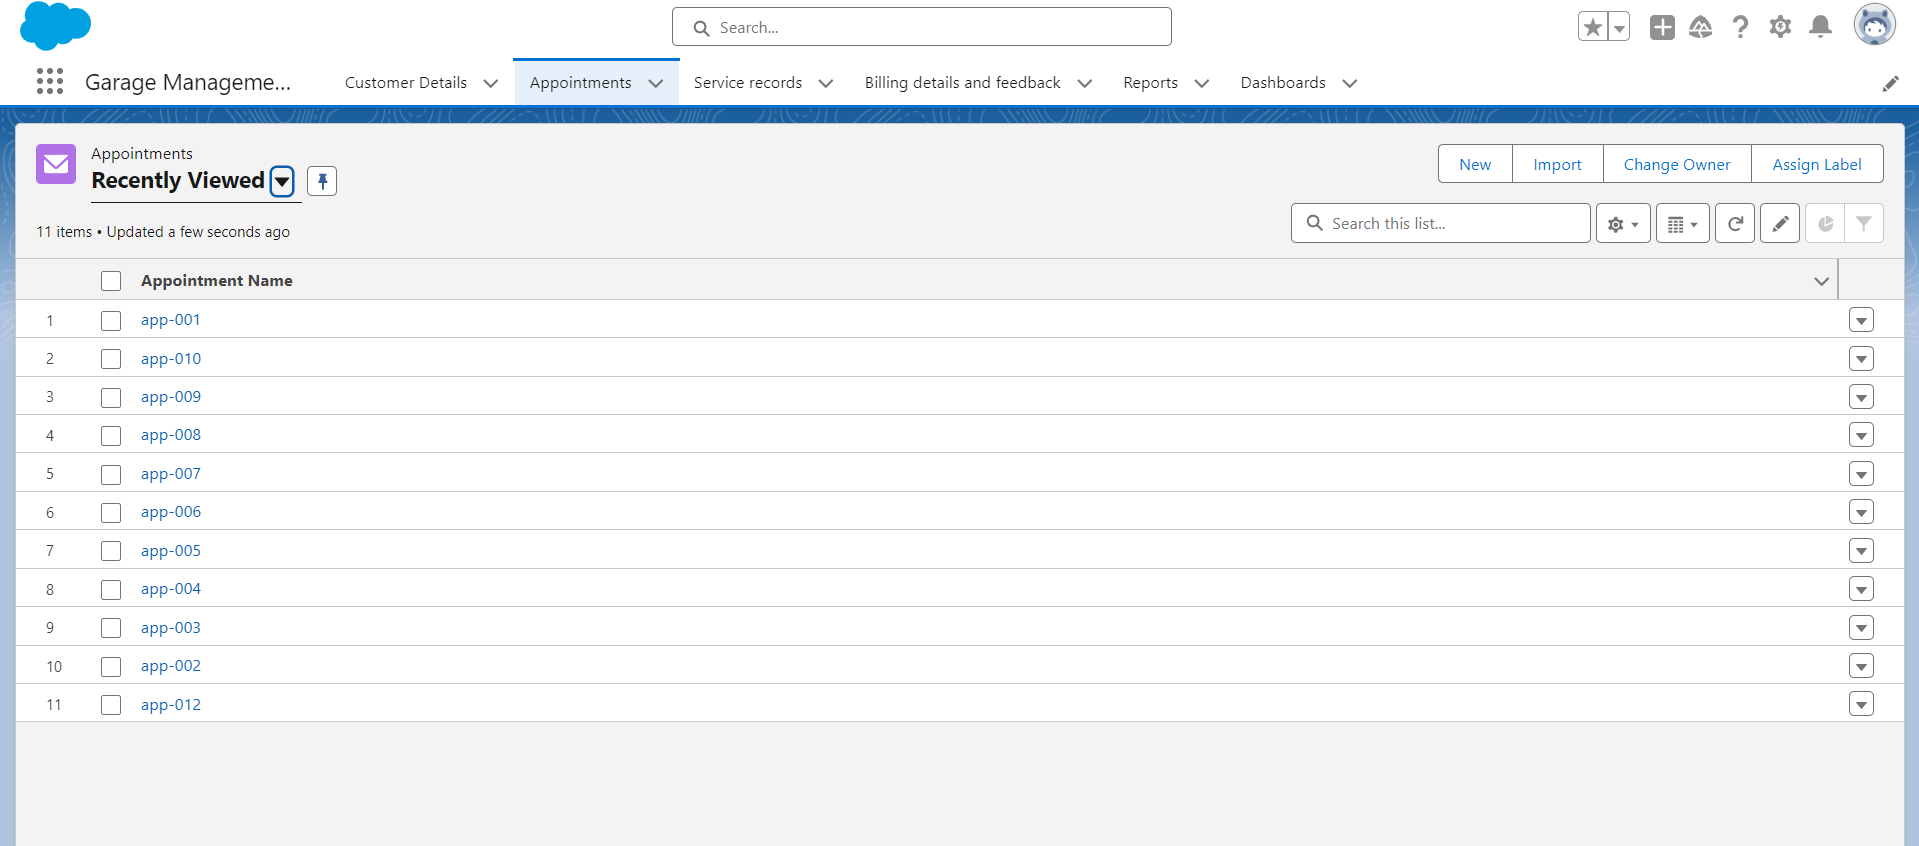 Search...
Garage Manageme...
Customer Details
Appointments
Service records
Billing details and feedback
Reports
Dashboards
Appointments
Recently Viewed
New
Import
Change Owner
Assign Label
11 items • Updated a few seconds ago
Search this list...
Appointment Name
1 app-001
2 app-010
3 app-009
4 app-008
5 app-007
6 app-006
7 app-005
8 app-004
9 app-003
10 app-002
11 app-012